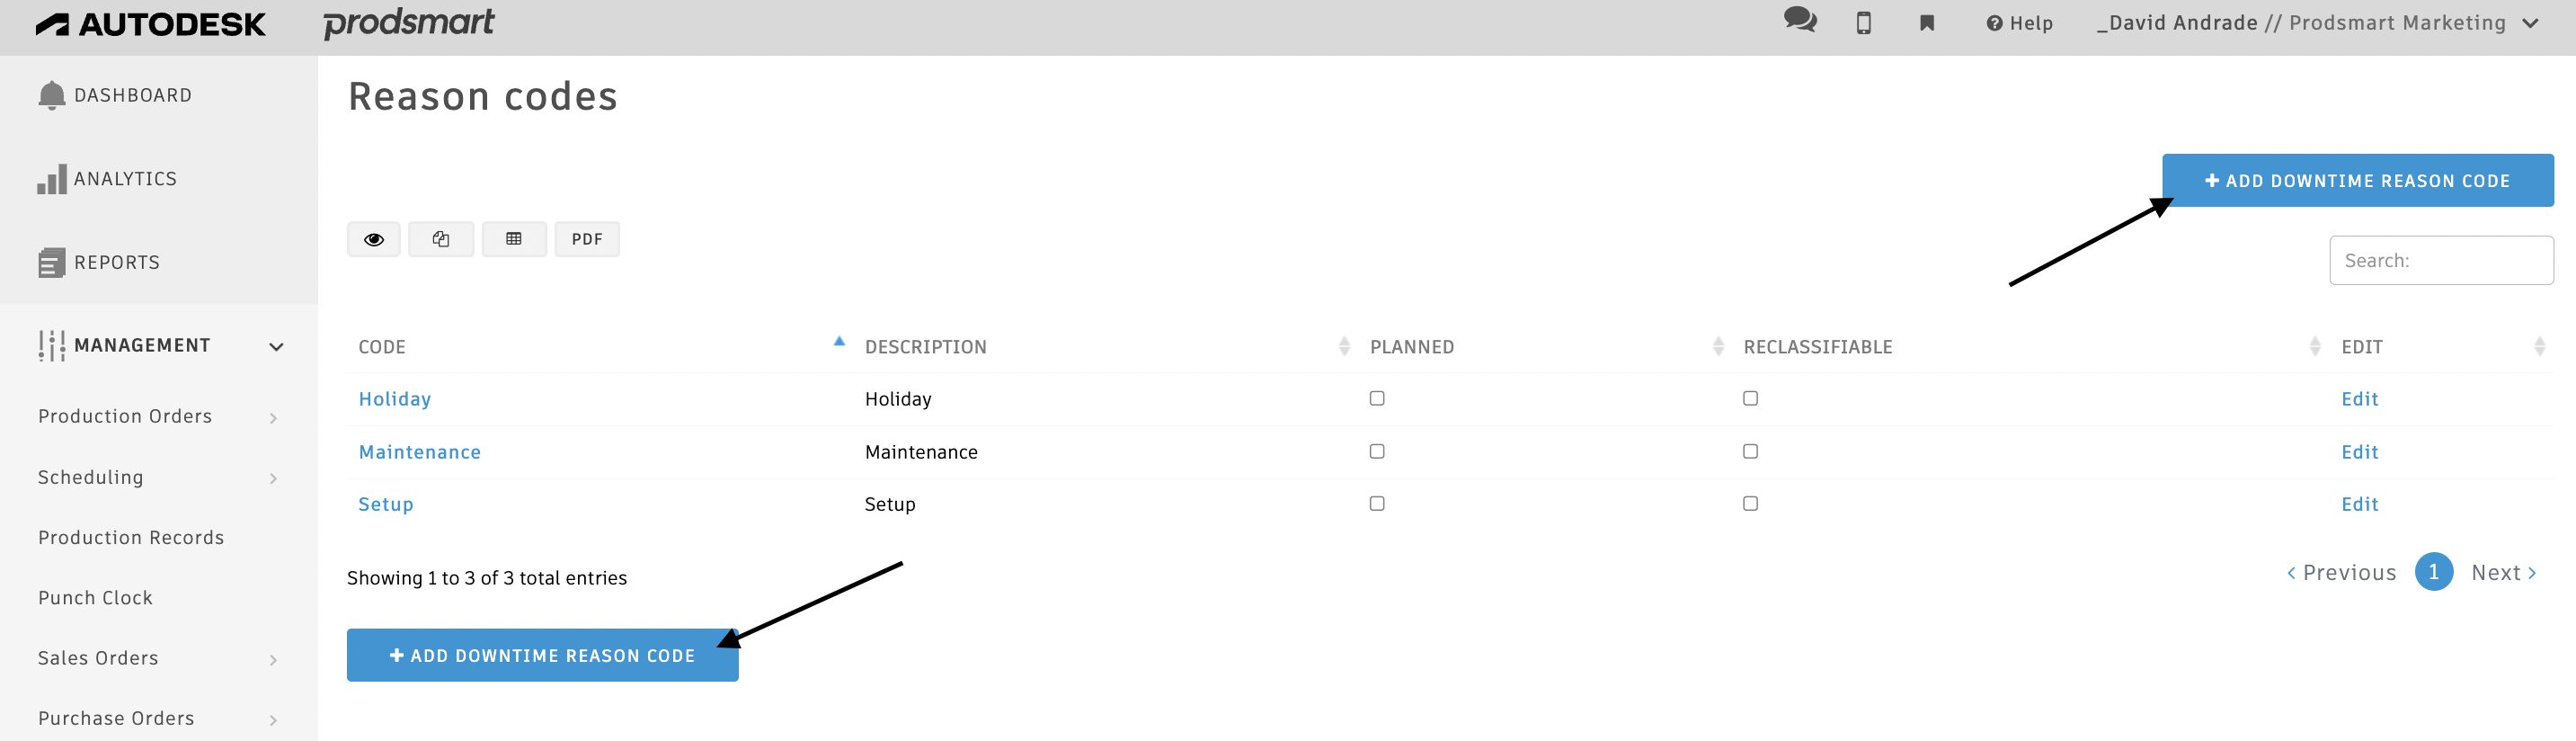 AUTODESK prodsmart Help _David Andrade // Prodsmart Marketing
DASHBOARD
ANALYTICS
REPORTS
MANAGEMENT
Production Orders
Scheduling
Production Records
Punch Clock
Sales Orders
Purchase Orders
Reason codes
+ ADD DOWNTIME REASON CODE
PDF
Search:
CODE DESCRIPTION PLANNED RECLASSIFIABLE EDIT
Holiday Holiday Edit
Maintenance Maintenance Edit
Setup Setup Edit
Showing 1 to 3 of 3 total entries
Previous 1 Next
+ ADD DOWNTIME REASON CODE